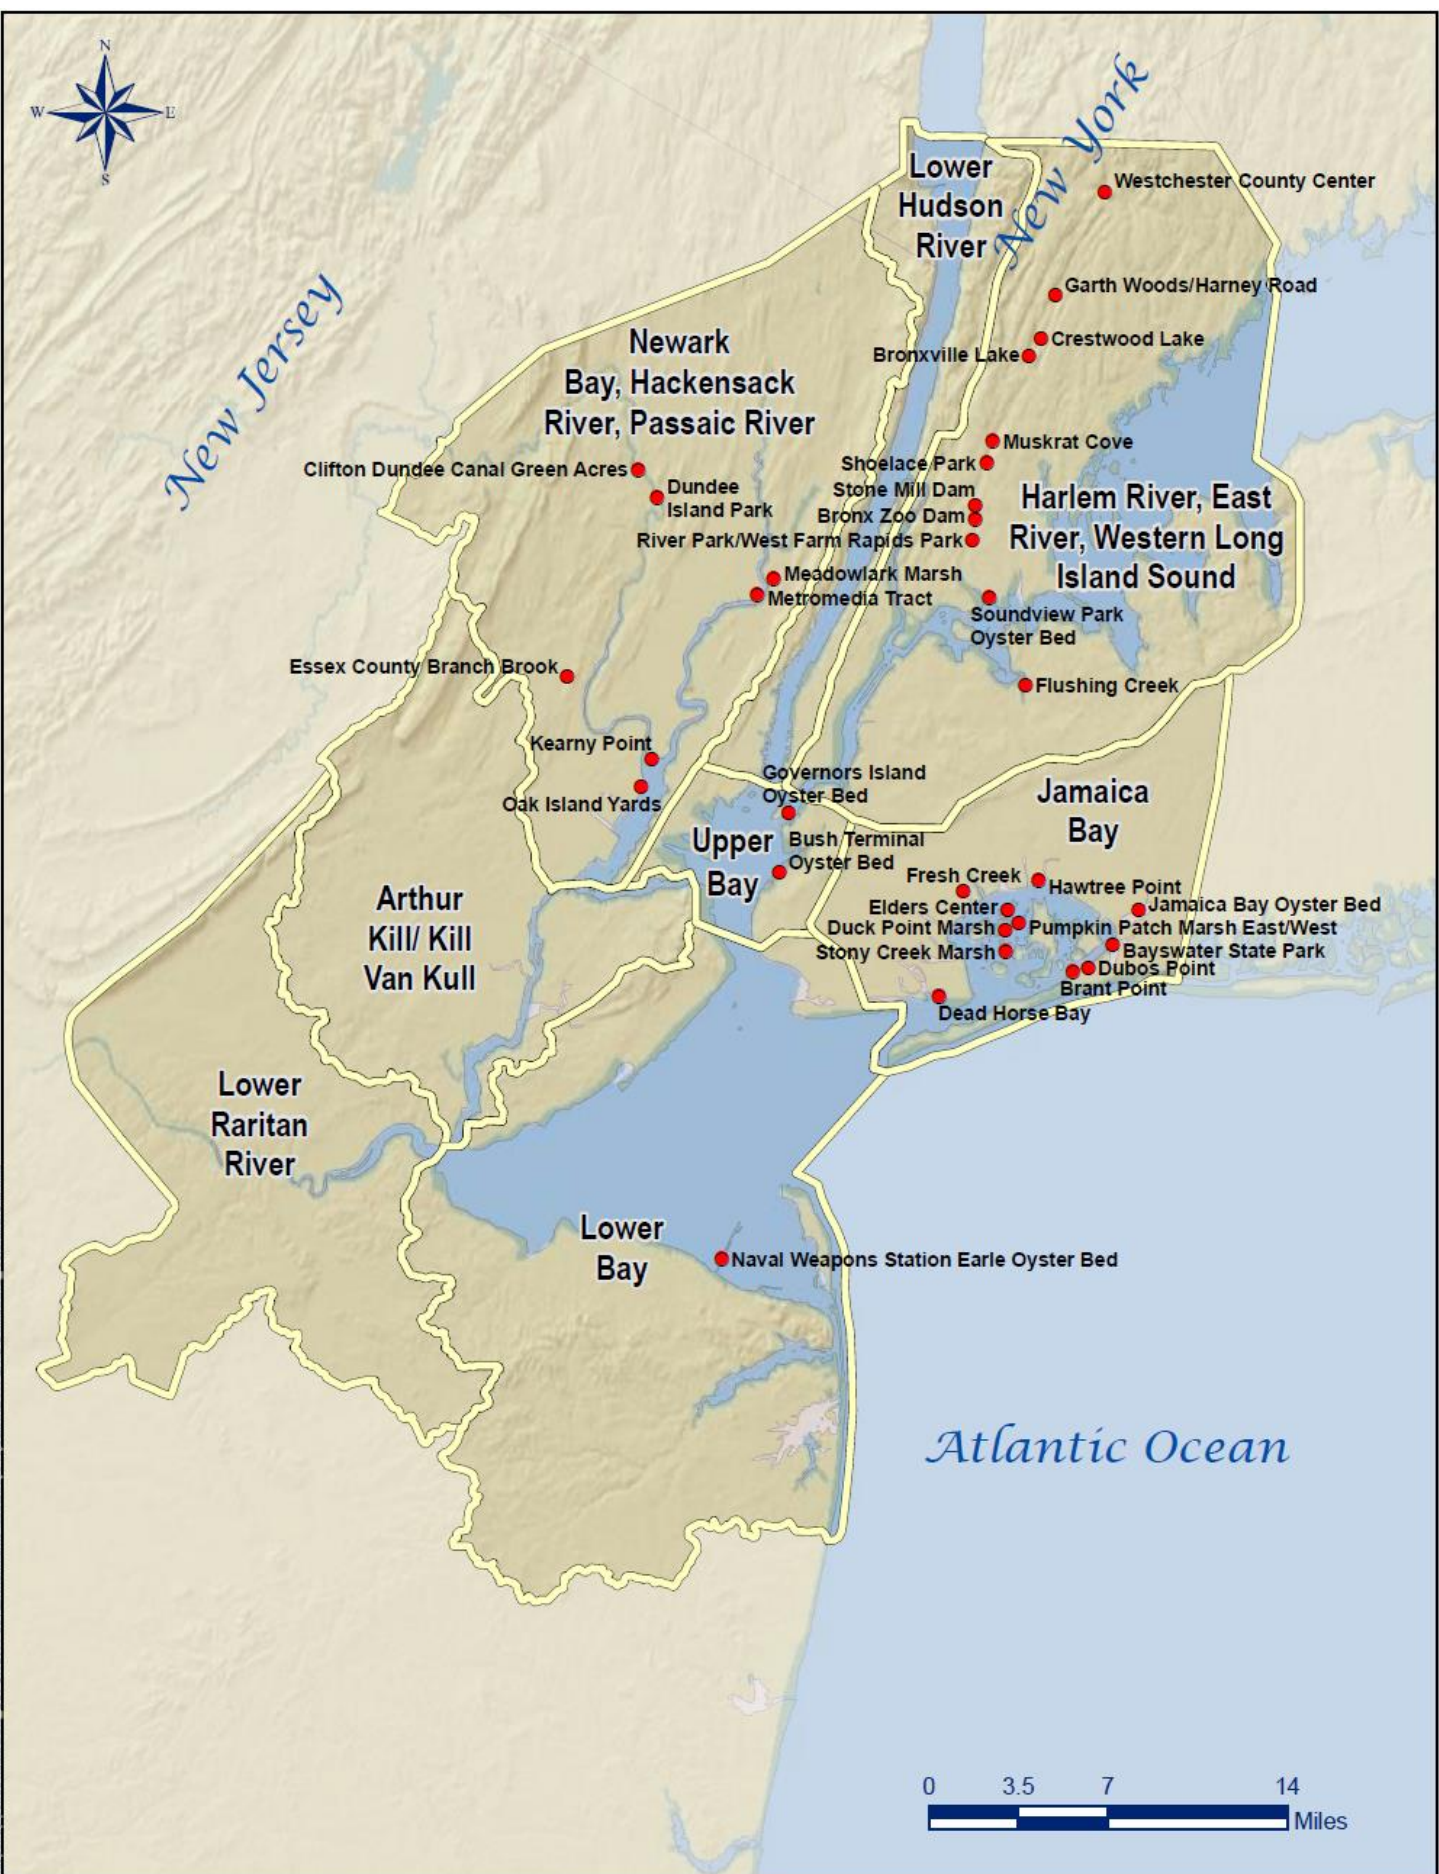 N
W
E
S
New Jersey
New York
Lower
Hudson
River
Westchester County Center
Garth Woods/Harney Road
Crestwood Lake
Bronxville Lake
Newark
Bay, Hackensack
River, Passaic River
Muskrat Cove
Shoelace Park
Clifton Dundee Canal Green Acres
Dundee
Island Park
Stone Mill Dam
Bronx Zoo Dam
River Park/West Farm Rapids Park
Harlem River, East
River, Western Long
Island Sound
Meadowlark Marsh
Metromedia Tract
Soundview Park
Oyster Bed
Essex County Branch Brook
Flushing Creek
Kearny Point
Oak Island Yards
Governors Island
Oyster Bed
Jamaica
Bay
Upper
Bay
Bush Terminal
Oyster Bed
Fresh Creek
Hawtree Point
Elders Center
Jamaica Bay Oyster Bed
Duck Point Marsh
Pumpkin Patch Marsh East/West
Stony Creek Marsh
Bayswater State Park
Dubos Point
Brant Point
Dead Horse Bay
Arthur
Kill/ Kill
Van Kull
Lower
Raritan
River
Lower
Bay
Naval Weapons Station Earle Oyster Bed
Atlantic Ocean
0 3.5 7 14
Miles